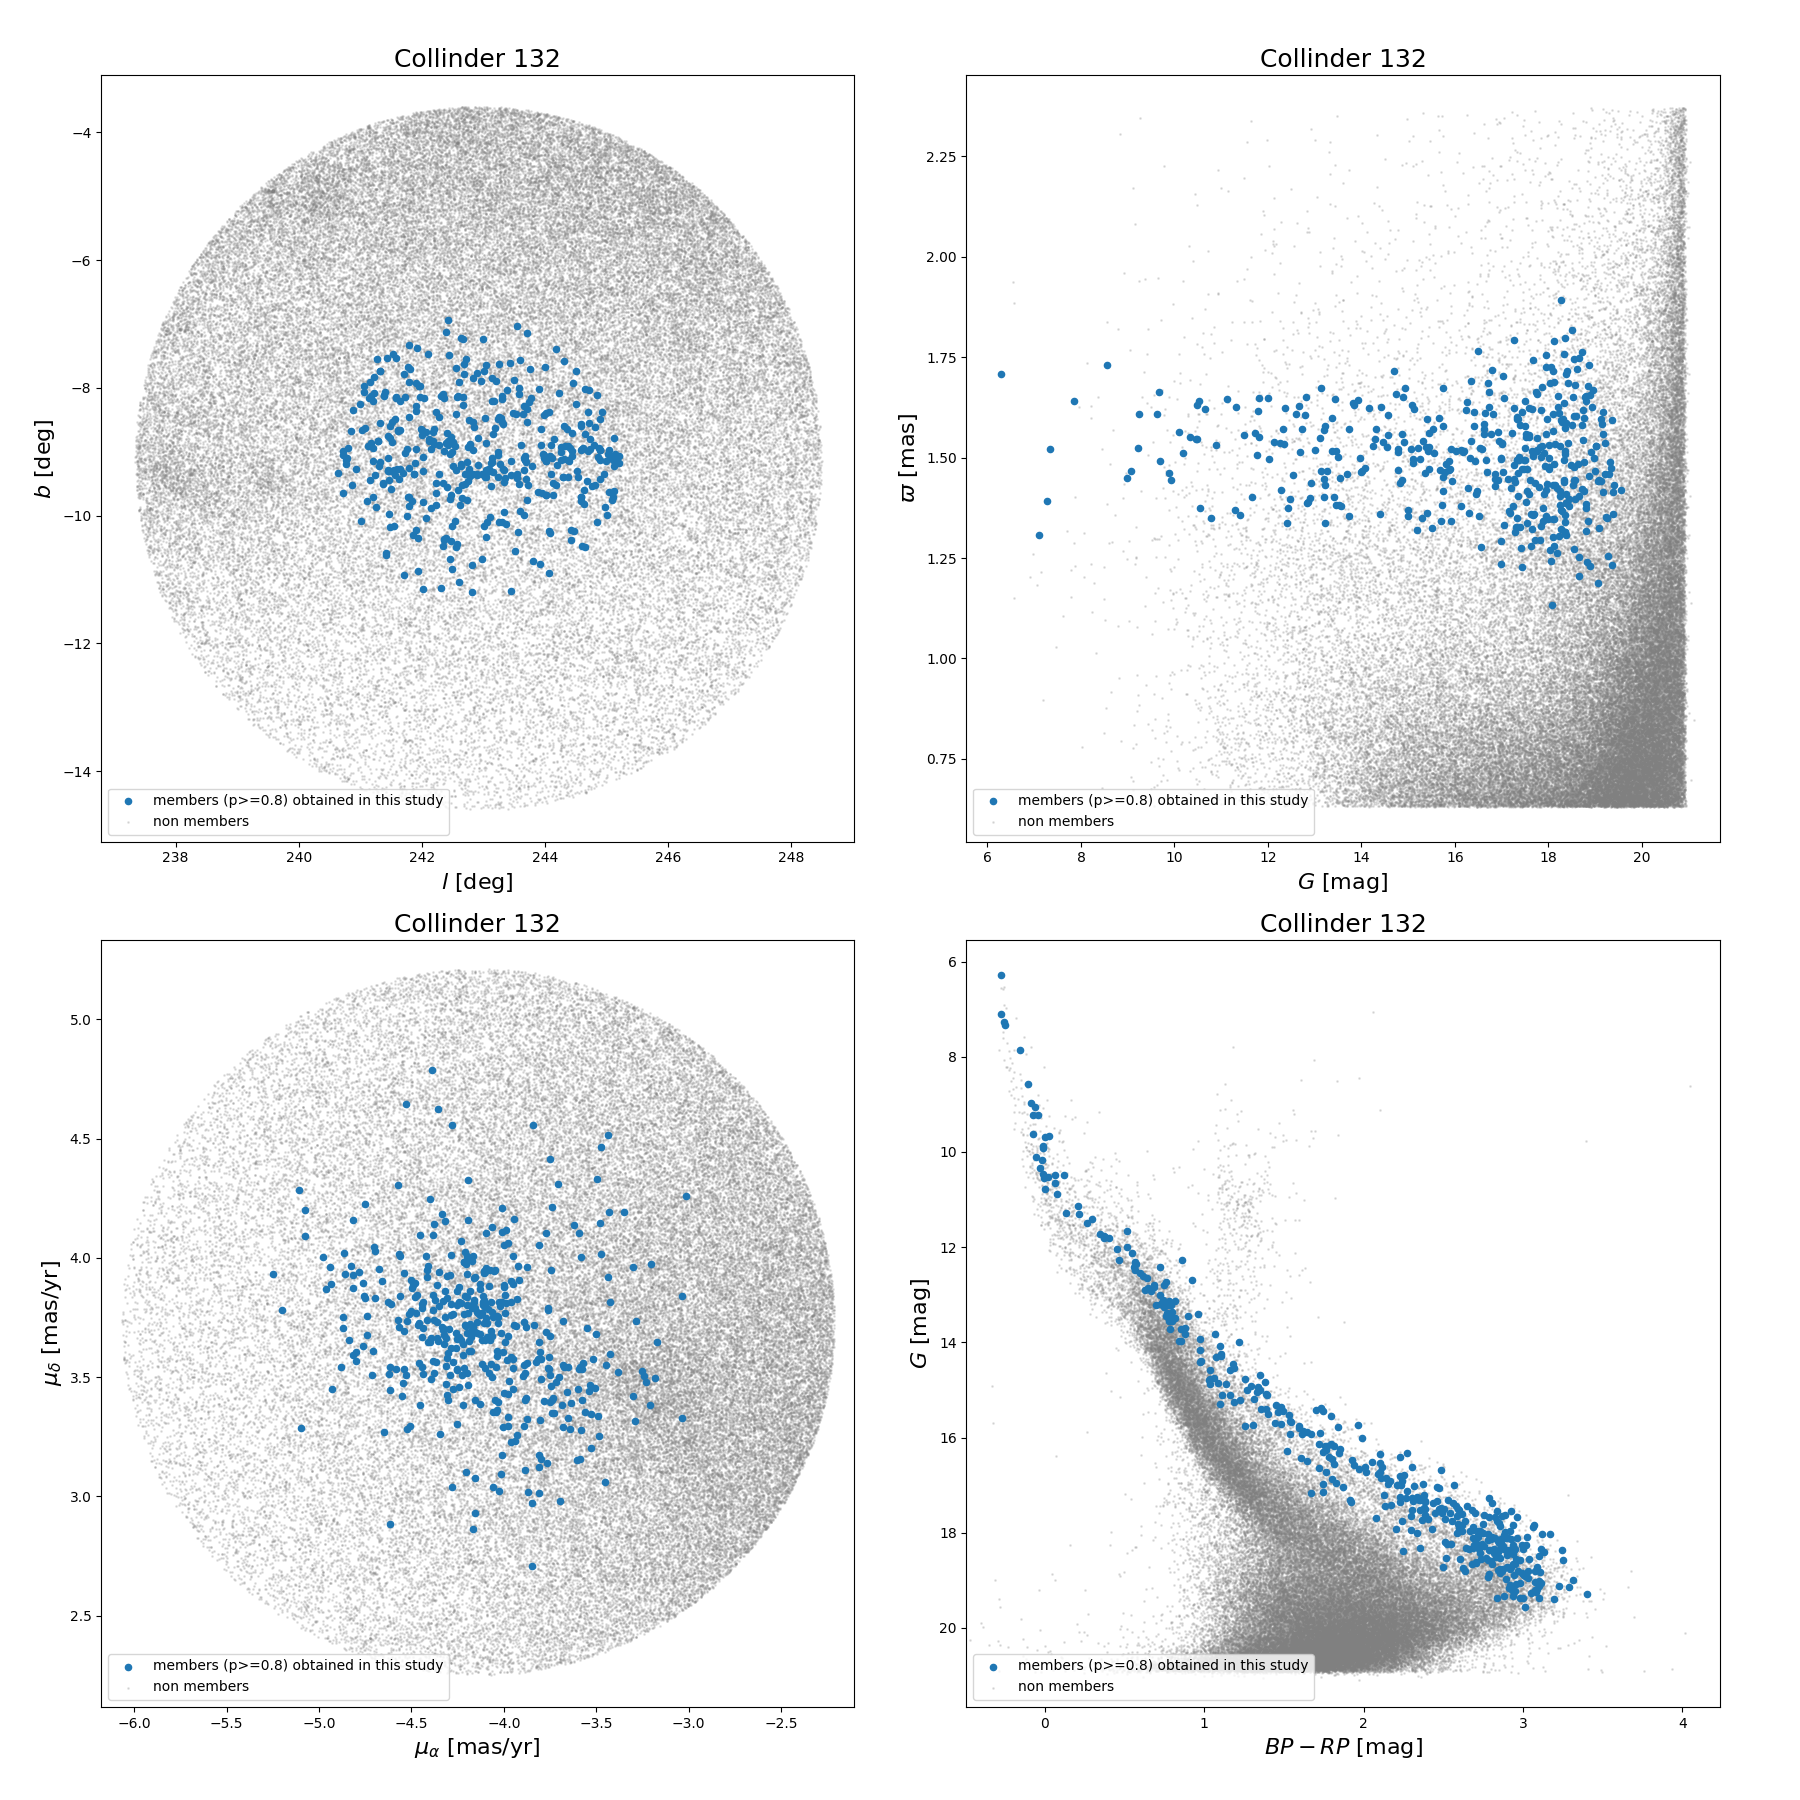 Collinder 132
b [deg]
−4
−6
−8
−10
−12
−14
members (p>=0.8) obtained in this study
non members
238 240 242 244 246 248
l [deg]
Collinder 132
ϖ [mas]
2.25
2.00
1.75
1.50
1.25
1.00
0.75
members (p>=0.8) obtained in this study
non members
6 8 10 12 14 16 18 20
G [mag]
Collinder 132
μδ [mas/yr]
5.0
4.5
4.0
3.5
3.0
2.5
members (p>=0.8) obtained in this study
non members
−6.0 −5.5 −5.0 −4.5 −4.0 −3.5 −3.0 −2.5
μα [mas/yr]
Collinder 132
G [mag]
6
8
10
12
14
16
18
20
members (p>=0.8) obtained in this study
non members
0 1 2 3 4
BP − RP [mag]